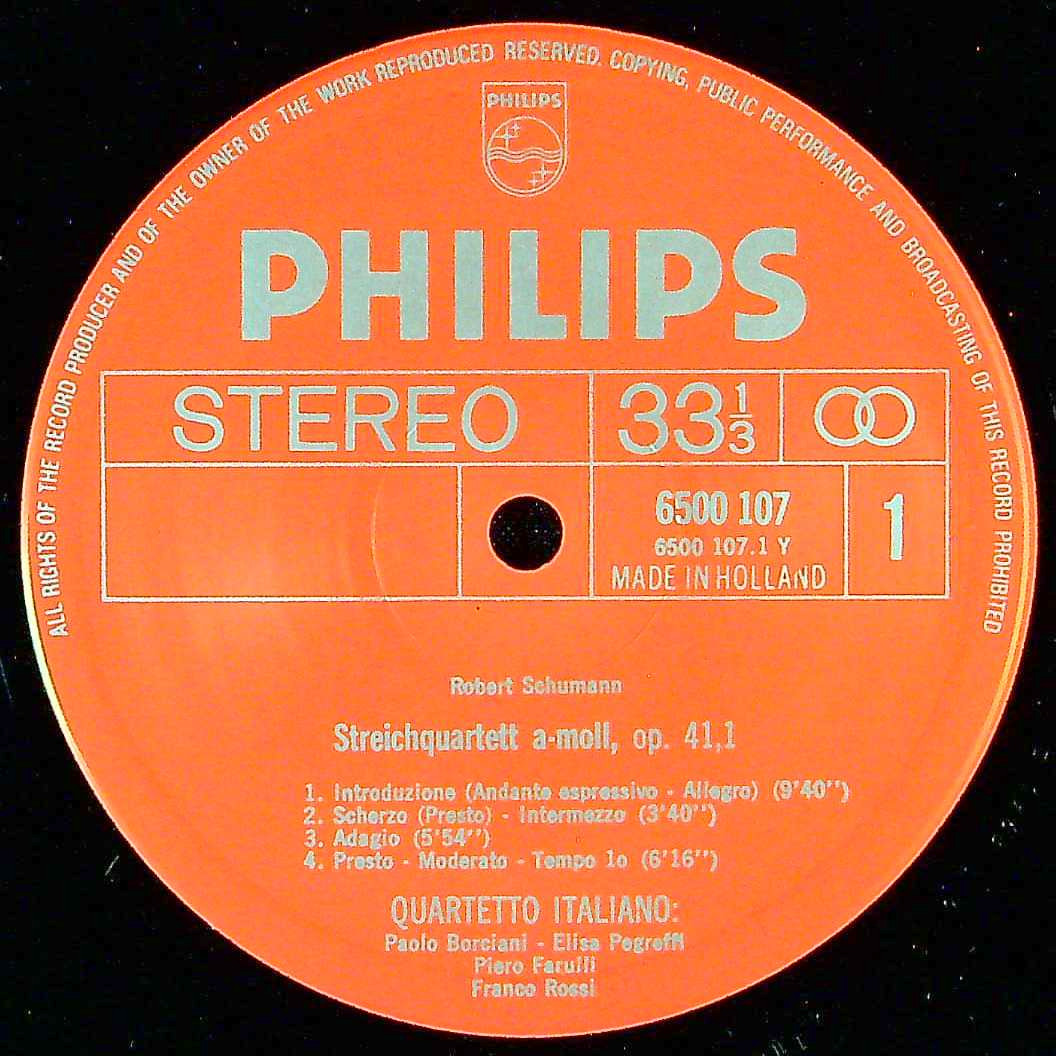 ALL RIGHTS OF THE RECORD PRODUCER AND OF THE OWNER OF THE WORK REPRODUCED RESERVED. COPYING, PUBLIC PERFORMANCE AND BROADCASTING OF THIS RECORD PROHIBITED
PHILIPS
PHILIPS
STEREO 33 1/3
6500 107 1
6500 107.1 Y
MADE IN HOLLAND
Robert Schumann
Streichquartett a-moll, op. 41,1
1. Introduzione (Andante espressivo - Allegro) (9'40'')
2. Scherzo (Presto) - Intermezzo (3'40'')
3. Adagio (5'54'')
4. Presto - Moderato - Tempo 1o (6'16'')
QUARTETTO ITALIANO:
Paolo Borciani - Elisa Pegreffi
Piero Farulli
Franco Rossi